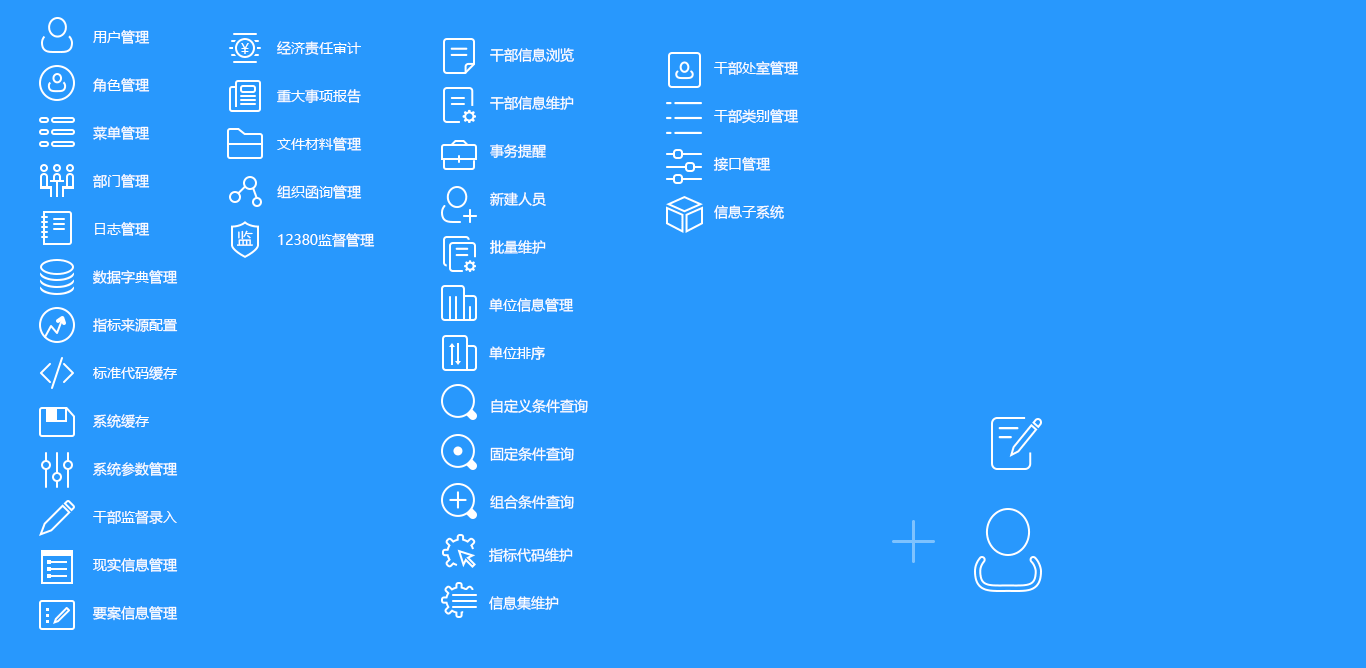 用户管理
角色管理
菜单管理
部门管理
日志管理
数据字典管理
指标来源配置
标准代码缓存
系统缓存
系统参数管理
干部监督录入
现实信息管理
要案信息管理
经济责任审计
重大事项报告
文件材料管理
组织函询管理
监
12380监督管理
干部信息浏览
干部信息维护
事务提醒
新建人员
批量维护
单位信息管理
单位排序
自定义条件查询
固定条件查询
组合条件查询
指标代码维护
信息集维护
干部处室管理
干部类别管理
接口管理
信息子系统